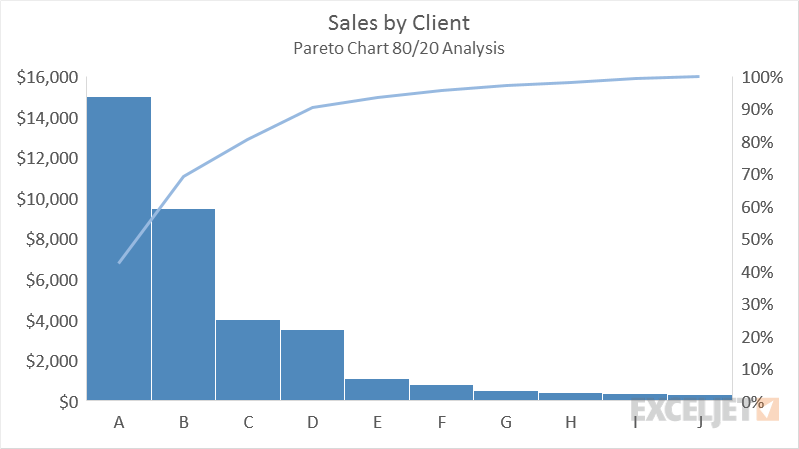 Sales by Client
Pareto Chart 80/20 Analysis
$16,000 100%
$14,000 90%
$12,000 80%
$10,000 70%
$8,000 60%
$6,000 50%
$4,000 40%
$2,000 30%
$0 20%
10%
0%
A B C D E F G H I J
EXCELJET